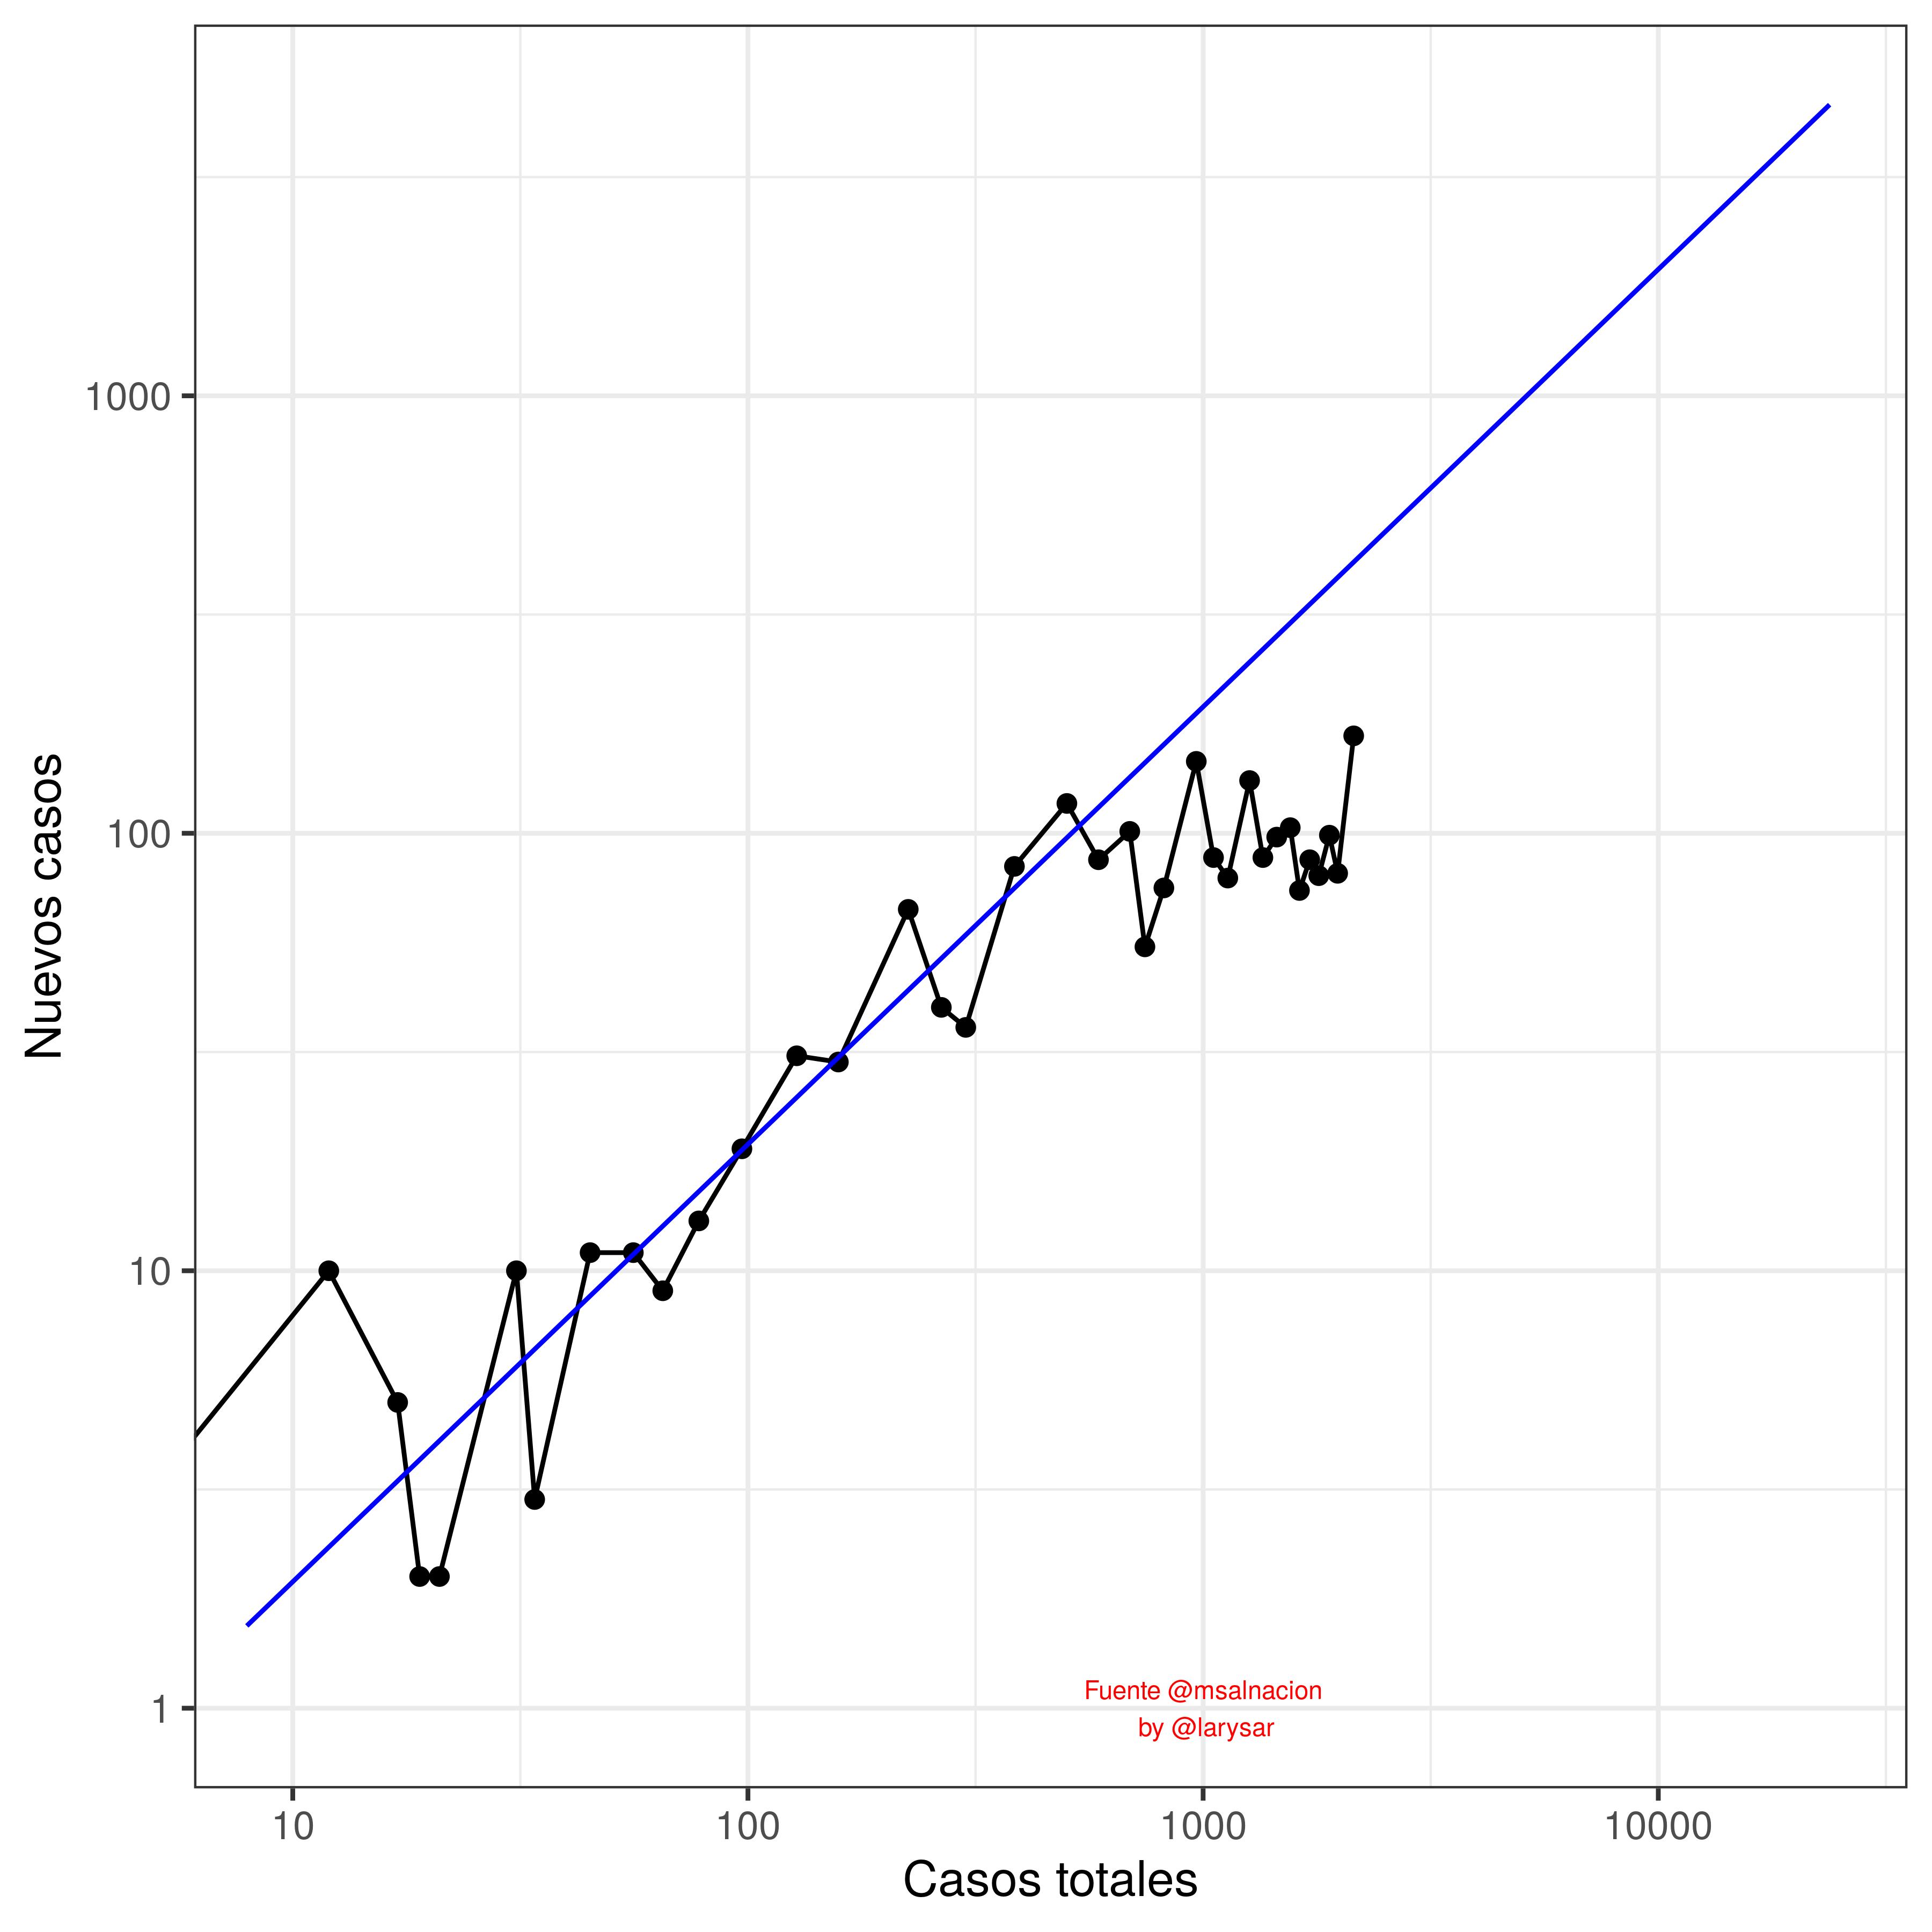 1000
100
10
1
Nuevos casos
Fuente @msalnacion
by @larysar
10 100 1000 10000
Casos totales